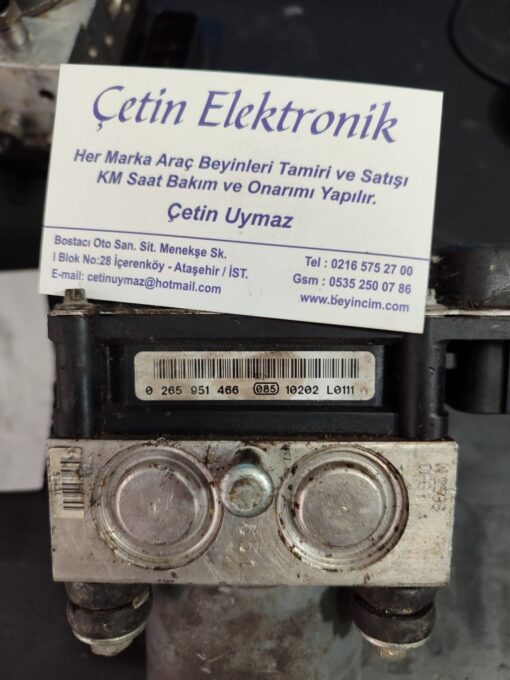 Çetin Elektronik
Her Marka Araç Beyinleri Tamiri ve Satışı
KM Saat Bakım ve Onarımı Yapılır.
Çetin Uymaz
Bostacı Oto San. Sit. Menekşe Sk.
I Blok No:28 İçerenköy - Ataşehir / İST.
E-mail: cetinuymaz@hotmail.com
Tel : 0216 575 27 00
Gsm : 0535 250 07 86
www.beyincim.com
0 265 951 466 085 10202 L0111